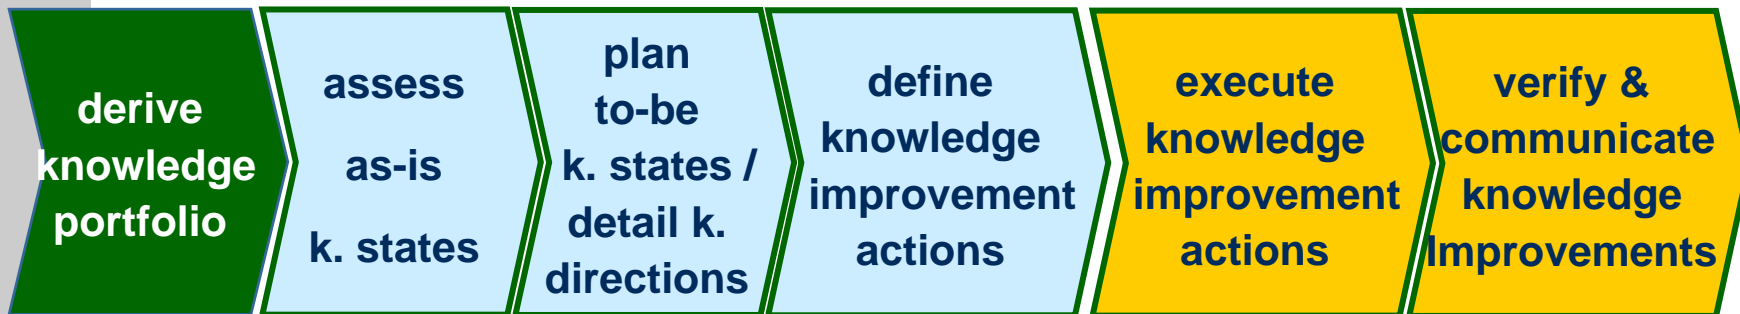 derive
knowledge
portfolio
assess
as-is
k. states
plan
to-be
k. states /
detail k.
directions
define
knowledge
improvement
actions
execute
knowledge
improvement
actions
verify &
communicate
knowledge
Improvements